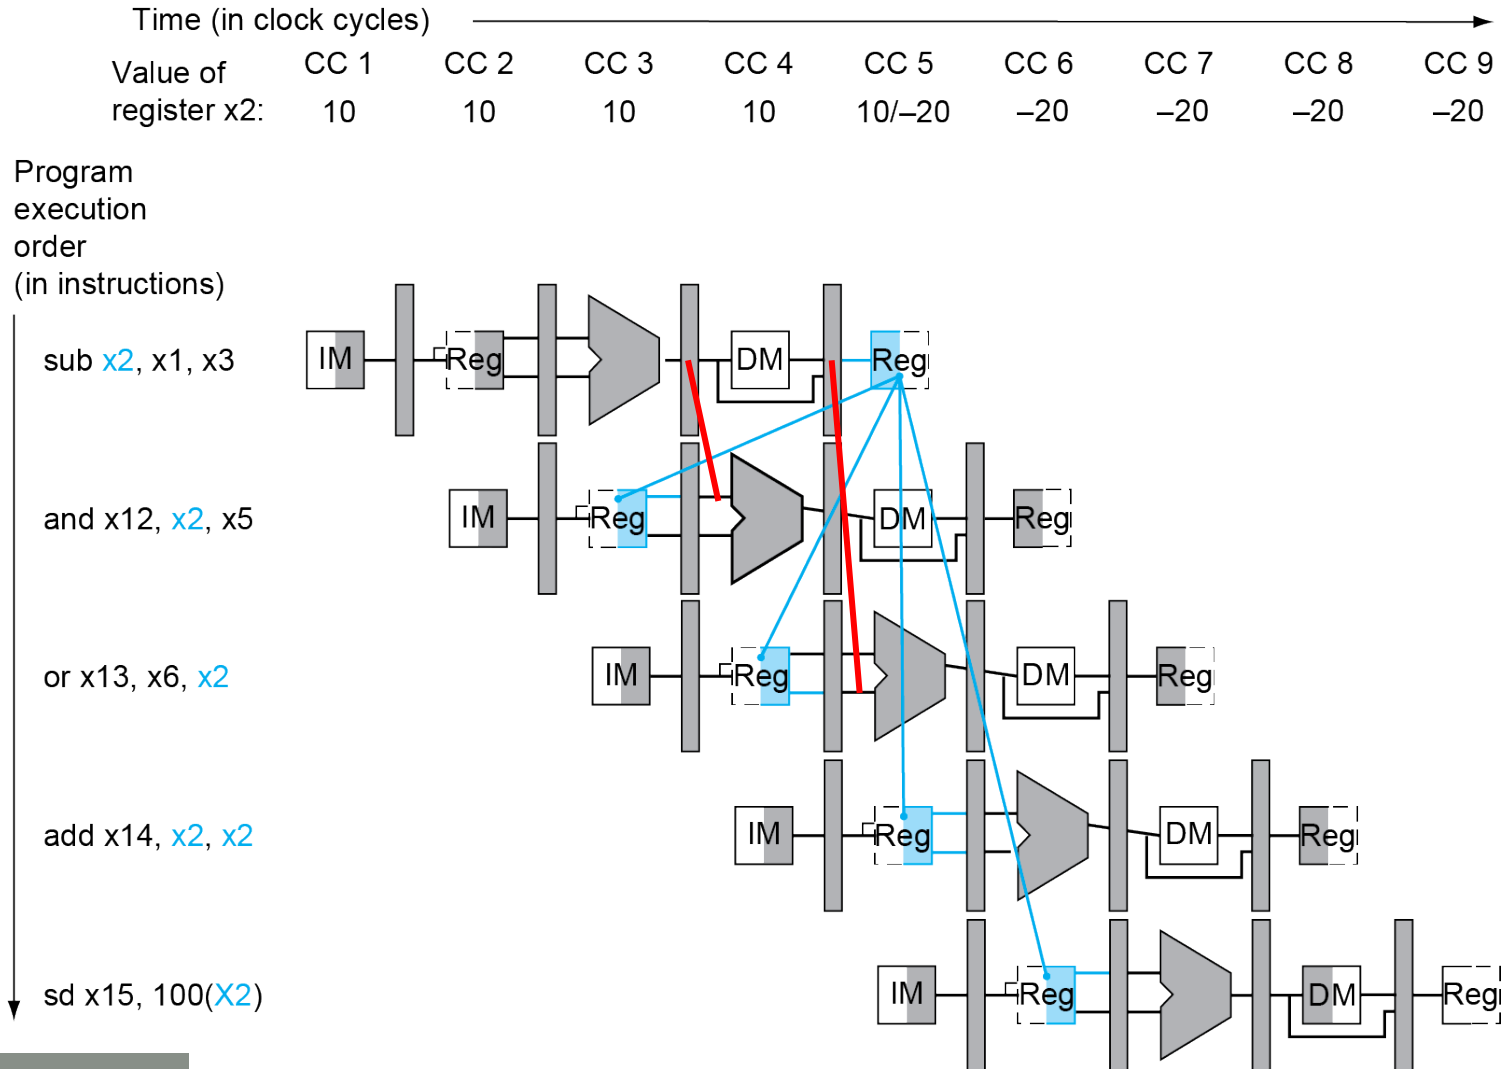 Time (in clock cycles)
Value of register x2:
CC 1 CC 2 CC 3 CC 4 CC 5 CC 6 CC 7 CC 8 CC 9
10 10 10 10 10/–20 –20 –20 –20 –20
Program
execution
order
(in instructions)
sub x2, x1, x3
IM Reg DM Reg
and x12, x2, x5
IM Reg DM Reg
or x13, x6, x2
IM Reg DM Reg
add x14, x2, x2
IM Reg DM Reg
sd x15, 100(X2)
IM Reg DM Reg